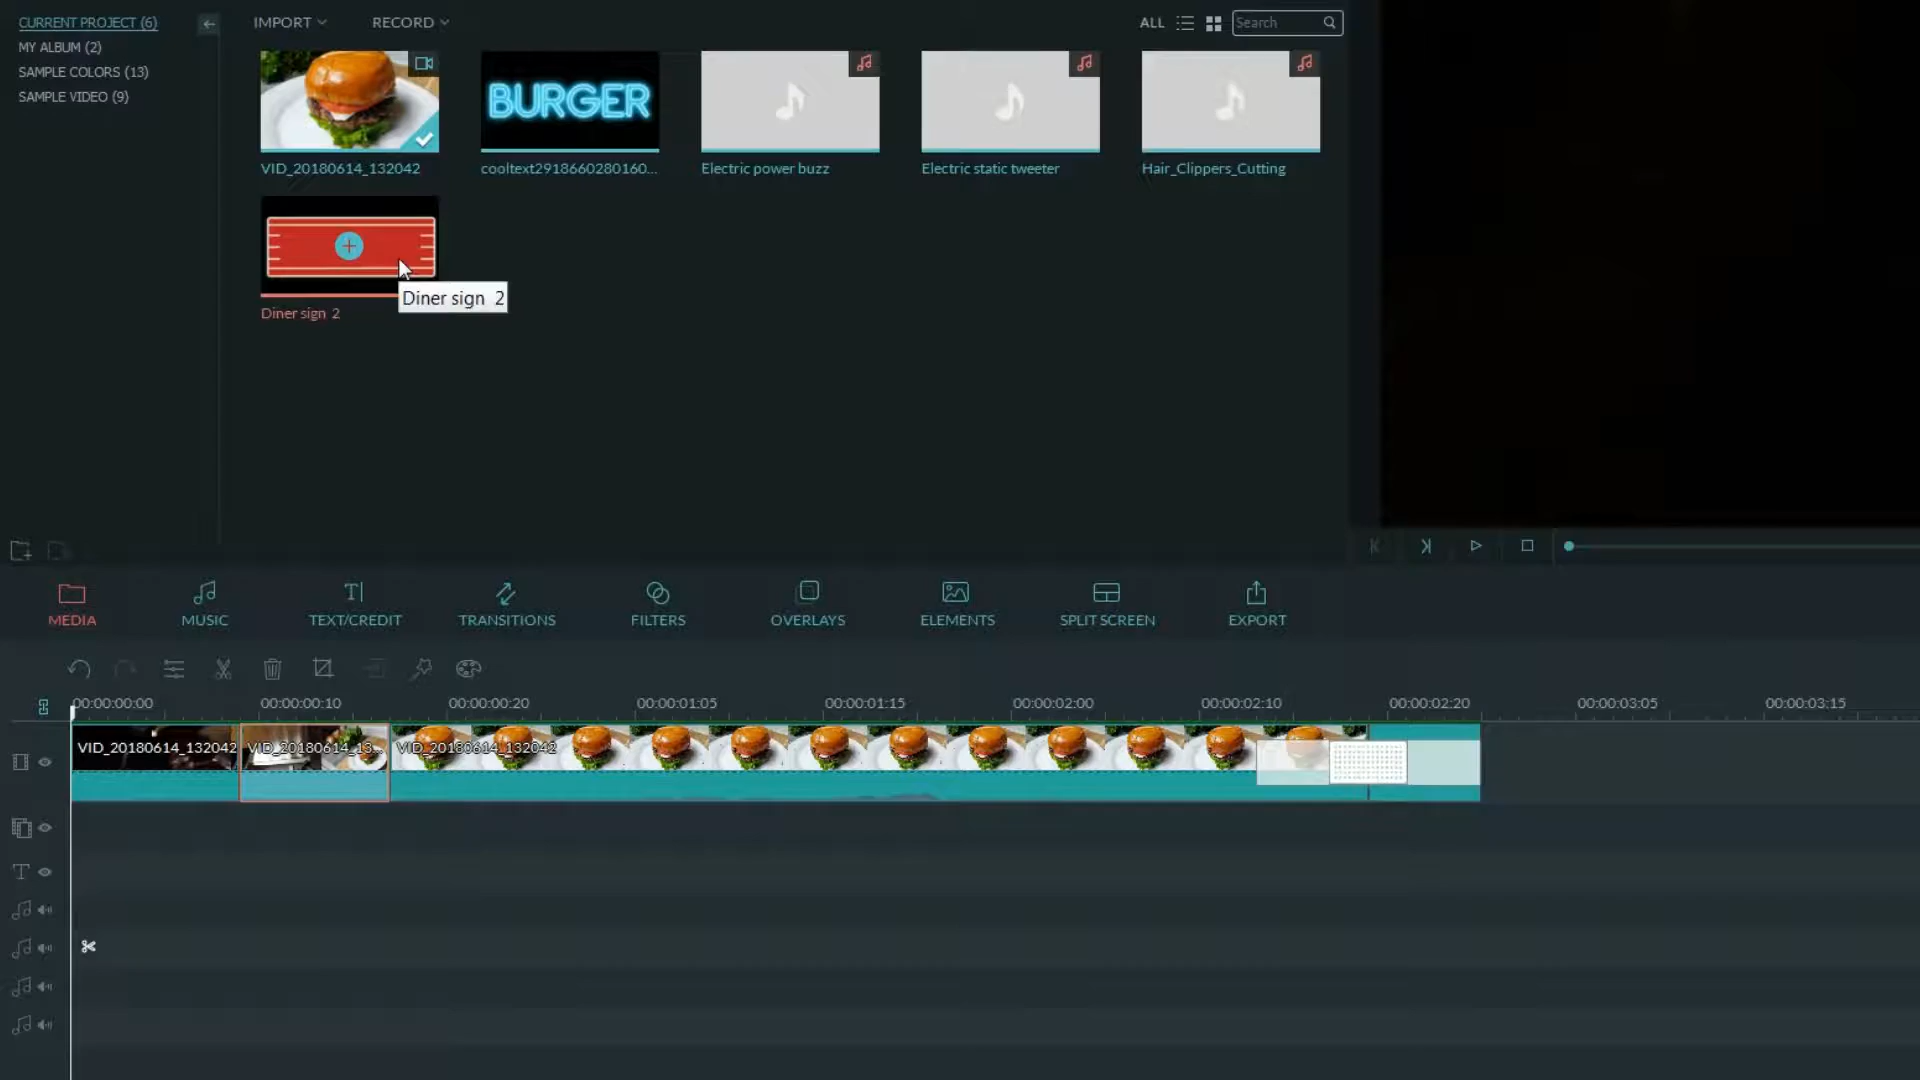 CURRENT PROJECT (6)
MY ALBUM (2)
SAMPLE COLORS (13)
SAMPLE VIDEO (9)
IMPORT RECORD ALL Search
BURGER
VID_20180614_132042 cooltext2918660280160... Electric power buzz Electric static tweeter Hair_Clippers_Cutting
Diner sign 2
Diner sign 2
MEDIA MUSIC TEXT/CREDIT TRANSITIONS FILTERS OVERLAYS ELEMENTS SPLIT SCREEN EXPORT
00:00:00:00 00:00:00:10 00:00:00:20 00:00:01:05 00:00:01:15 00:00:02:00 00:00:02:10 00:00:02:20 00:00:03:05 00:00:03:15
VID_20180614_132042 VID_20180614_13... VID_20180614_132042